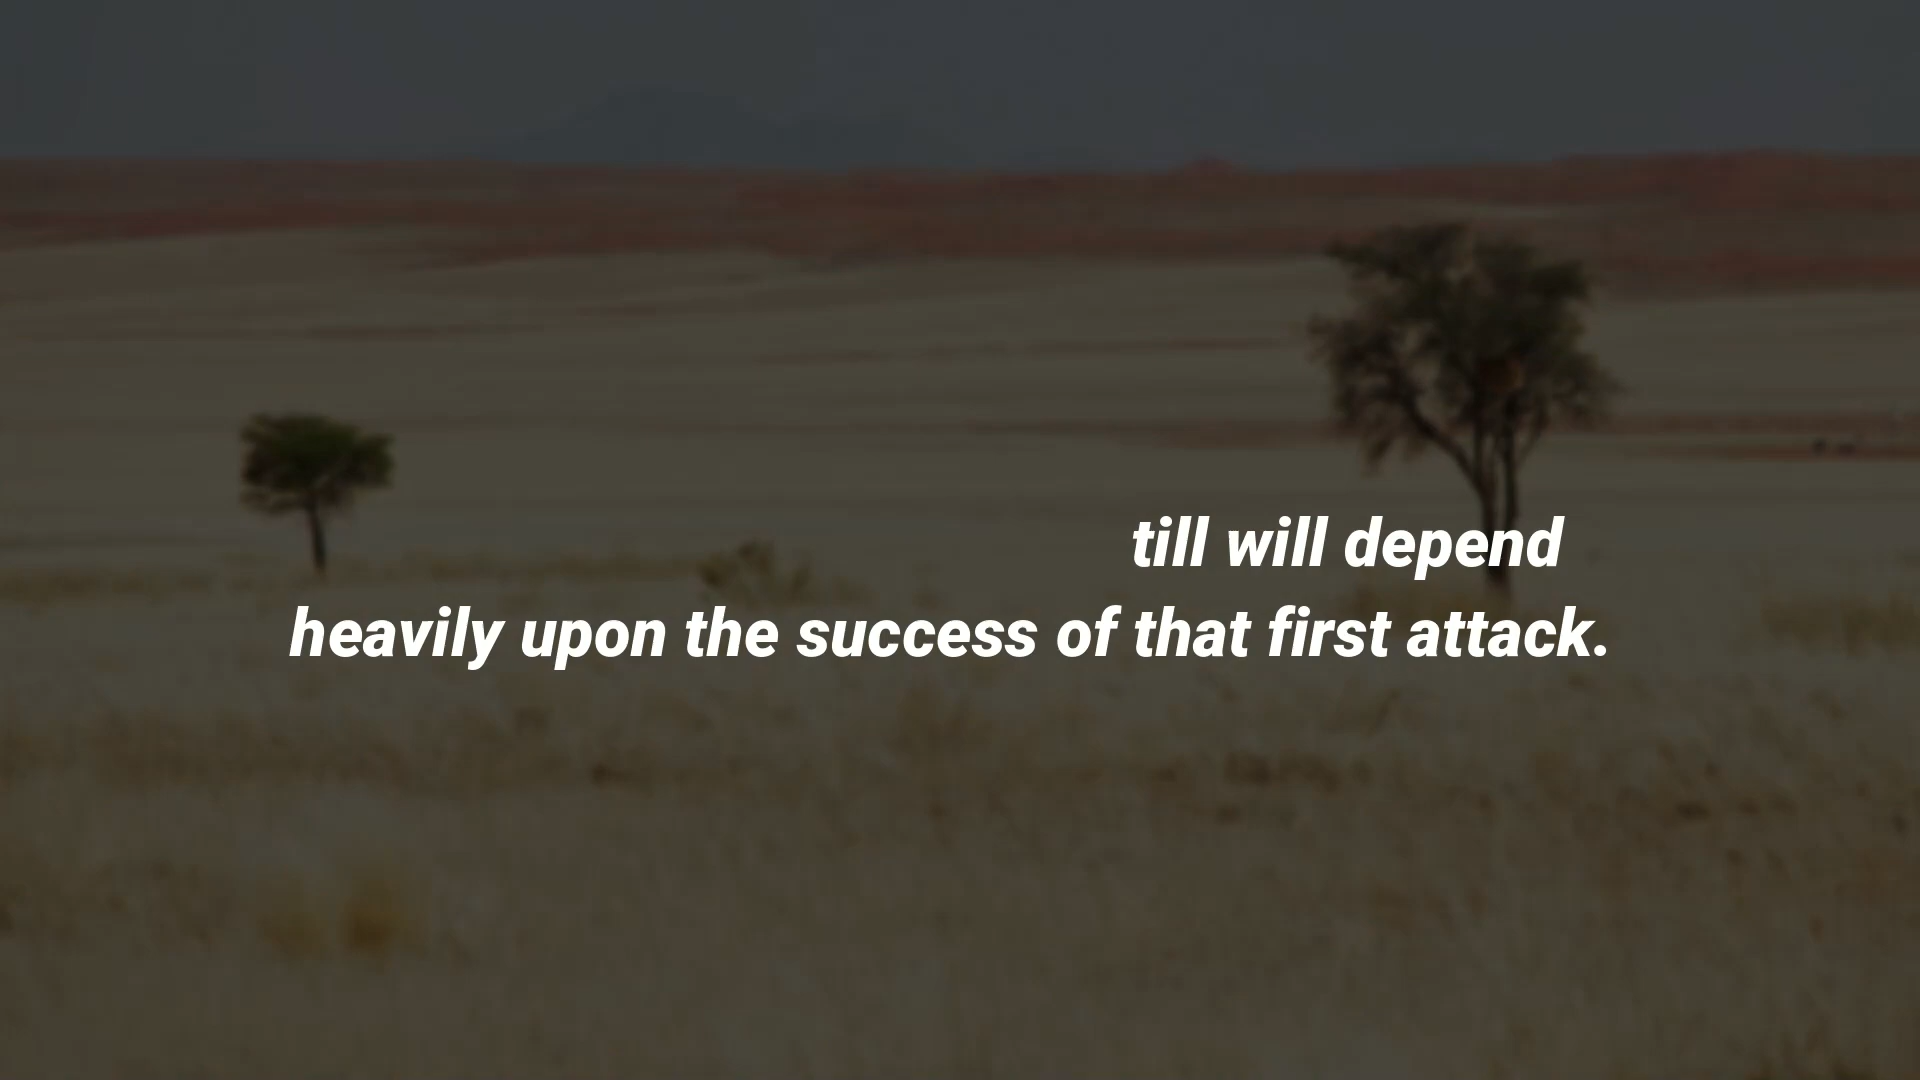 till will depend
heavily upon the success of that first attack.